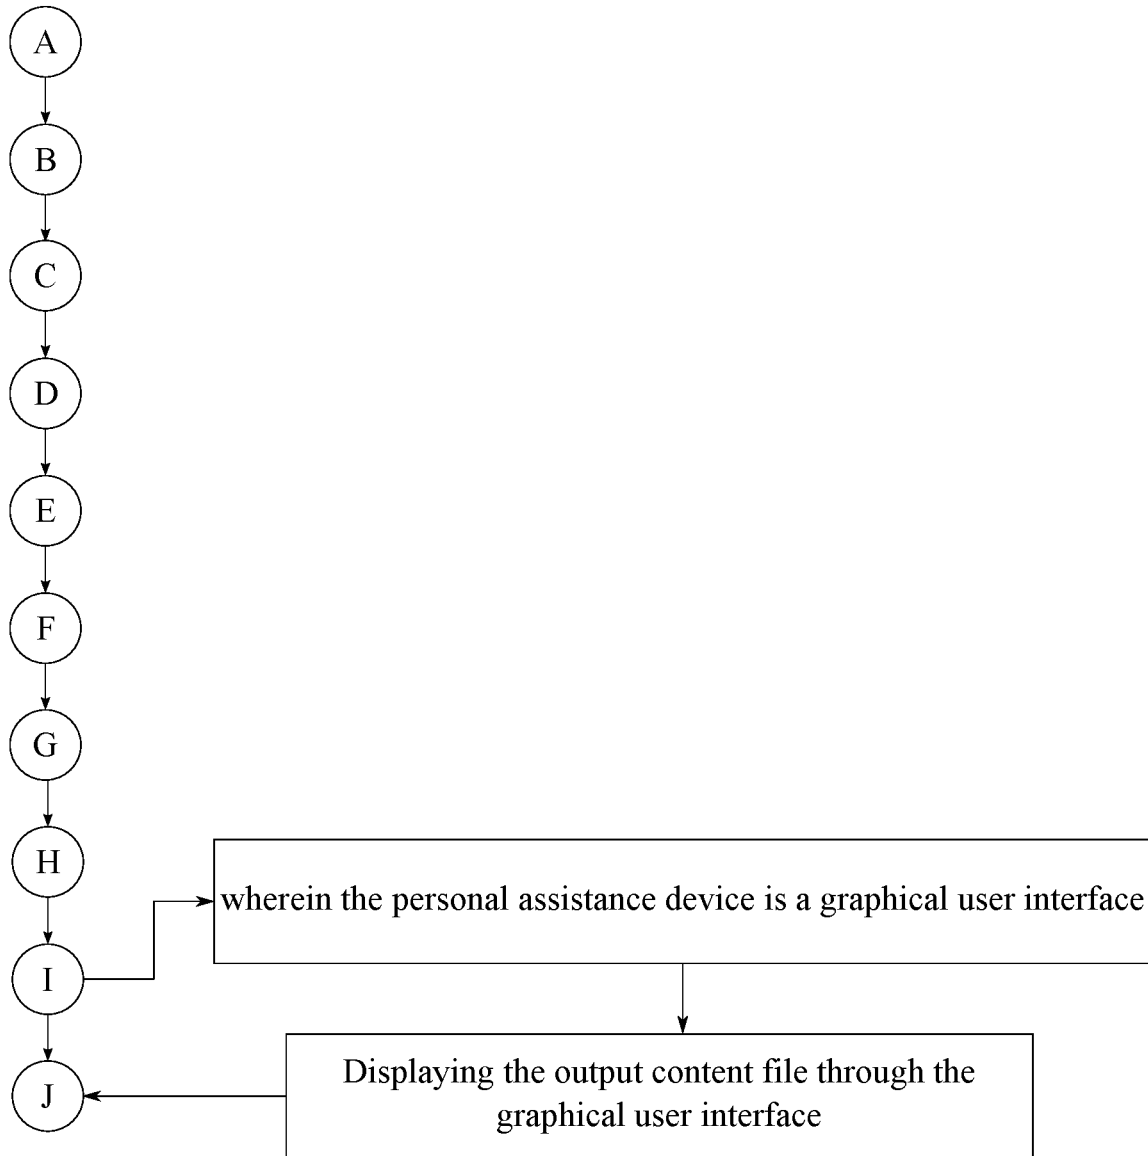 A
B
C
D
E
F
G
H
wherein the personal assistance device is a graphical user interface
I
Displaying the output content file through the
graphical user interface
J